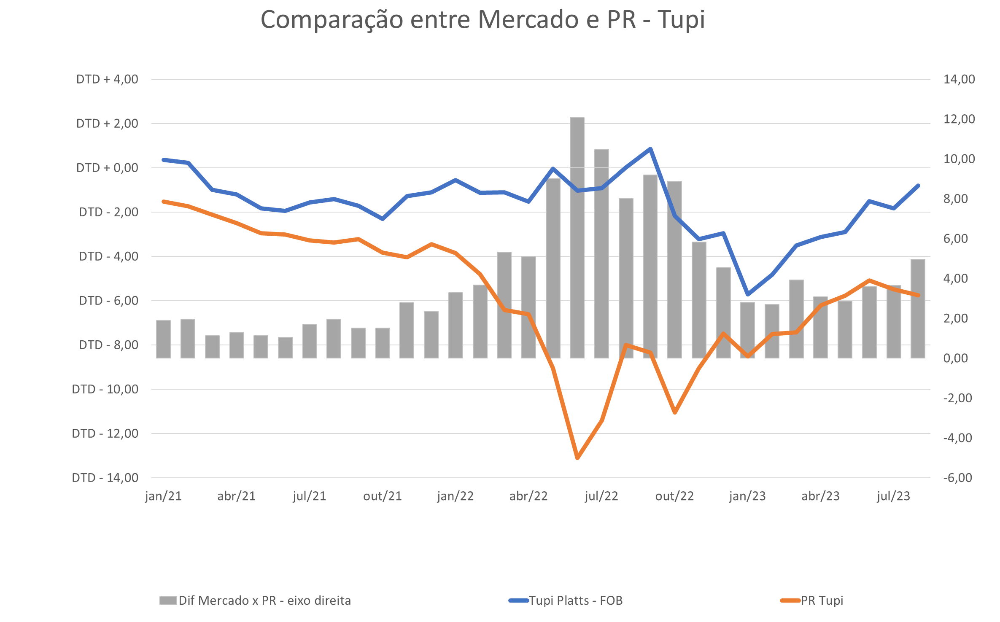 Comparação entre Mercado e PR - Tupi
DTD + 4,00
DTD + 2,00
DTD + 0,00
DTD - 2,00
DTD - 4,00
DTD - 6,00
DTD - 8,00
DTD - 10,00
DTD - 12,00
DTD - 14,00
14,00
12,00
10,00
8,00
6,00
4,00
2,00
0,00
-2,00
-4,00
-6,00
jan/21 abr/21 jul/21 out/21 jan/22 abr/22 jul/22 out/22 jan/23 abr/23 jul/23
Dif Mercado x PR - eixo direita Tupi Platts - FOB PR Tupi